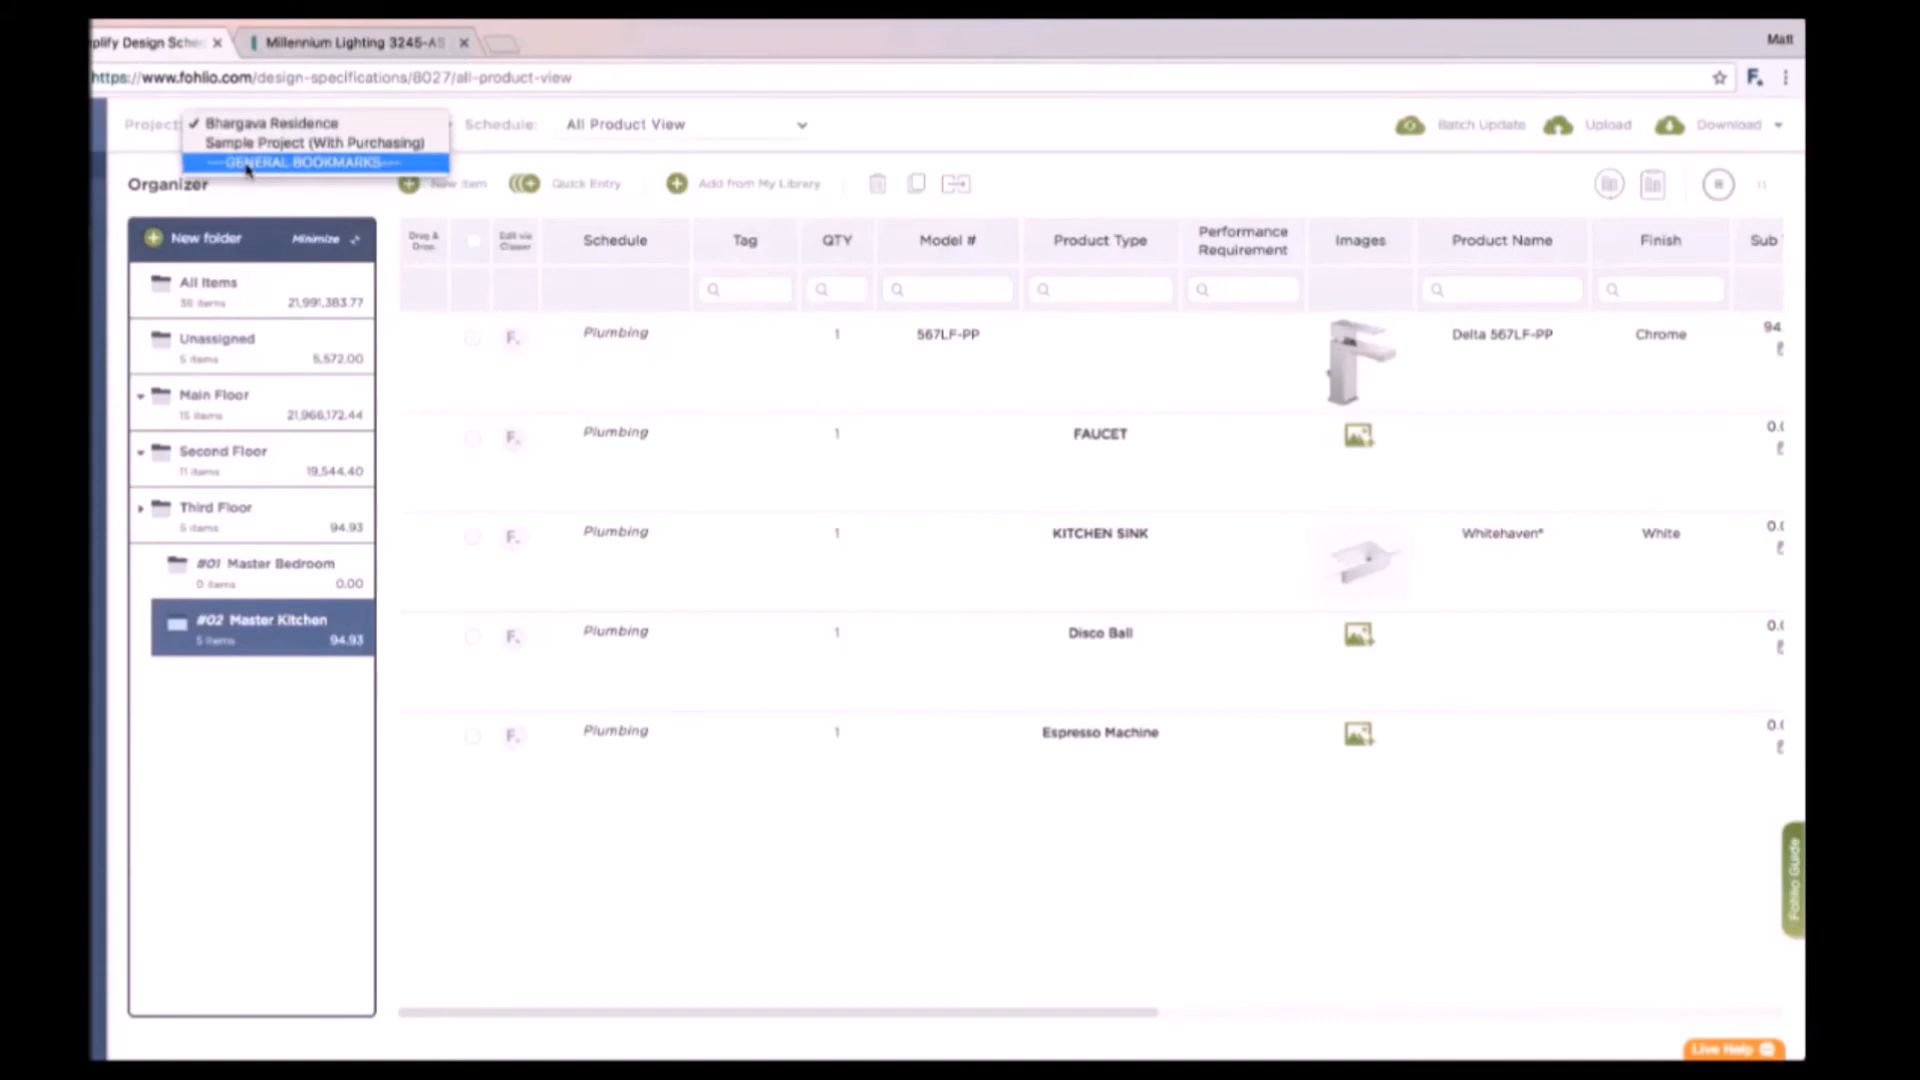 plify Design Sche
Millennium Lighting 3245-AS
Matt
https://www.fohlio.com/design-specifications/8027/all-product-view
Project:
✓ Bhargava Residence
Sample Project (With Purchasing)
GENERAL BOOKMARKS
Schedule:
All Product View
Batch Update
Upload
Download
Organizer
New Item
Quick Entry
Add from My Library
New folder
Minimize
Drag & Drop
Edit via Clipper
Schedule
Tag
QTY
Model #
Product Type
Performance
Requirement
Images
Product Name
Finish
Sub
All Items
36 items 21,991,383.77
Unassigned
5 items 5,572.00
Main Floor
15 items 21,966,172.44
Second Floor
11 items 19,544.40
Third Floor
5 items 94.93
#01 Master Bedroom
0 items 0.00
#02 Master Kitchen
5 items 94.93
Plumbing 1 567LF-PP Delta 567LF-PP Chrome 94
Plumbing 1 FAUCET 0.0
Plumbing 1 KITCHEN SINK Whitehaven® White 0.0
Plumbing 1 Disco Ball 0.0
Plumbing 1 Espresso Machine 0.0
Fohlio Guide
Live Help